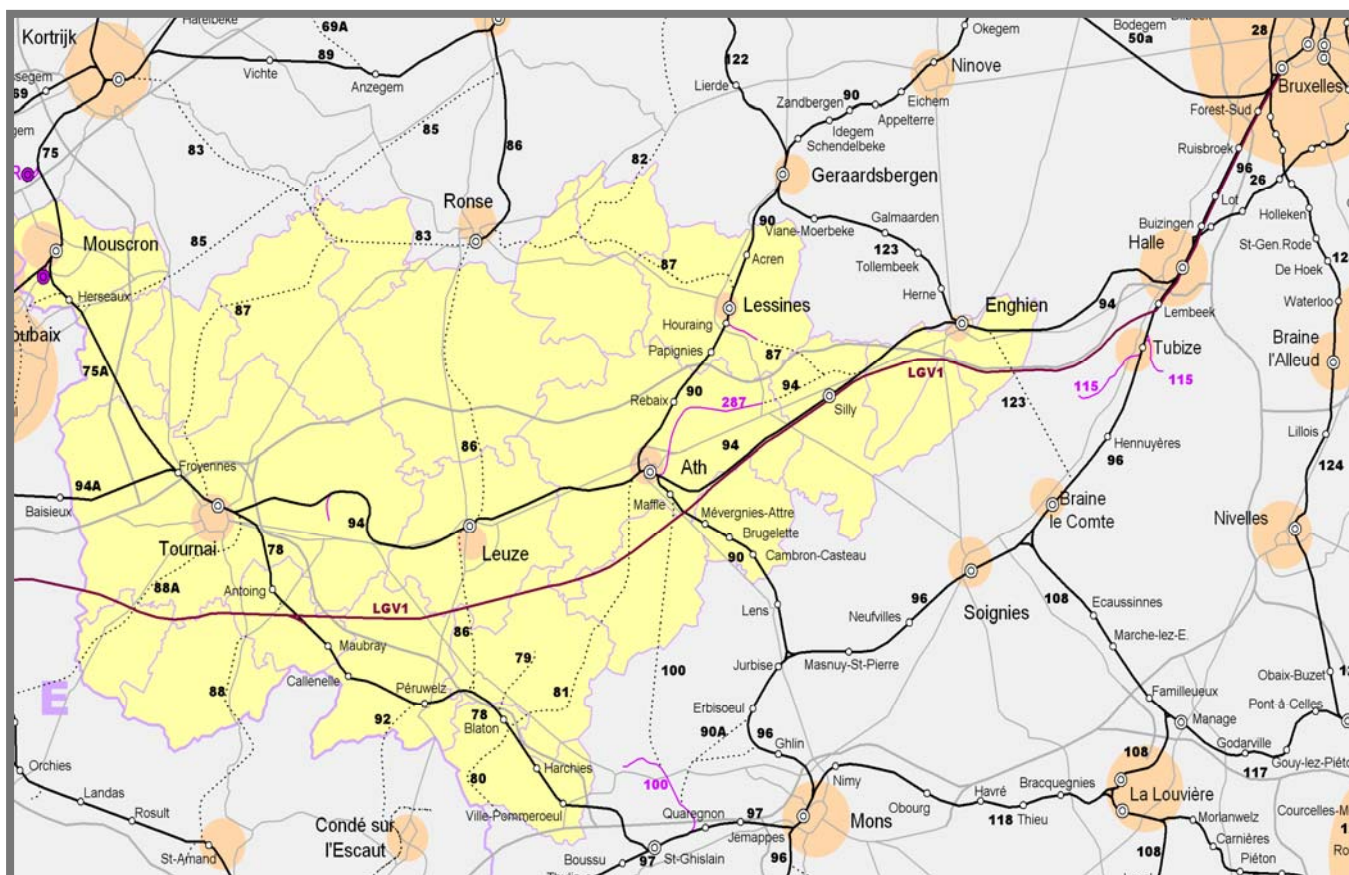 Harelbeke
69A
Okegem
Bodegem
50a
28
Kortrijk
89
122
Vichte
Anzegem
Lierde
Ninove
Bruxelles
69
Zandbergen
90
Eichem
Appelterre
Idegem
Schendelbeke
Forest-Sud
75
83
85
86
82
Ruisbroek
96
26
Geraardsbergen
Ronse
Lot
Galmaarden
Buizingen
Holleken
Mouscron
85
83
90
Viane-Moerbeke
123
Halle
St-Gen.Rode
Acren
Tollembeek
De Hoek
87
Herseaux
Herne
Enghien
94
Waterloo
87
Lessines
Lembeek
Houraing
Tubize
Braine
l'Alleud
Papignies
87
LGV1
75A
94
115
115
90
Rebaix
Silly
287
123
Lillois
86
94
Hennuyères
124
Froyennes
Ath
96
94A
Baisieux
Maffle
Braine
le Comte
Mévergnies-Attre
Nivelles
94
Brugelette
Tournai
78
Leuze
90
Cambron-Casteau
88A
Antoing
LGV1
Lens
96
Soignies
108
Ecaussinnes
Neufvilles
86
Maubray
79
Marche-lez-E.
Jurbise
Masnuy-St-Pierre
100
Callenelle
Obaix-Buzet
E
88
Péruwelz
81
Familleureux
Erbisoeul
Pont à Celles
92
78
Blaton
90A
96
Manage
Ghlin
Godarville
108
Orchies
Harchies
Nimy
Gouy-lez-Piéton
117
80
100
Bracquegnies
Landas
Havré
La Louvière
Ville-Pommeroeul
Obourg
Rosult
Condé sur
l'Escaut
Quaregnon
97
Mons
118
Thieu
Morlanwelz
Jemappes
Carnières
St-Amand
Boussu
97
St-Ghislain
96
108
Piéton